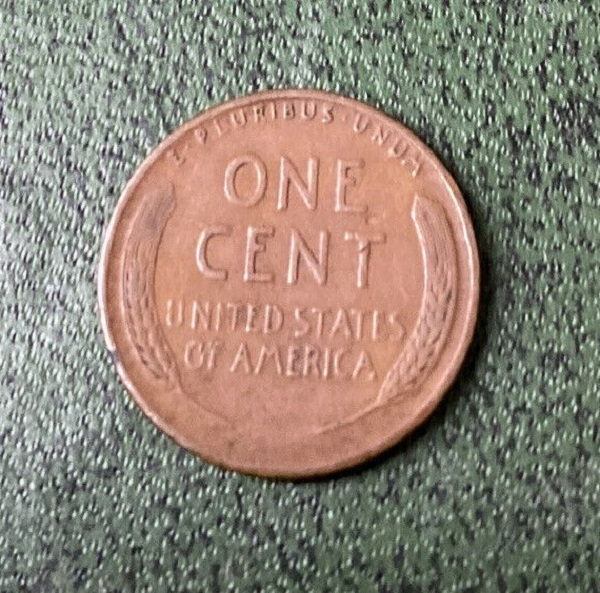 E·PLURIBUS·UNUM
ONE
CENT
UNITED STATES
OF AMERICA